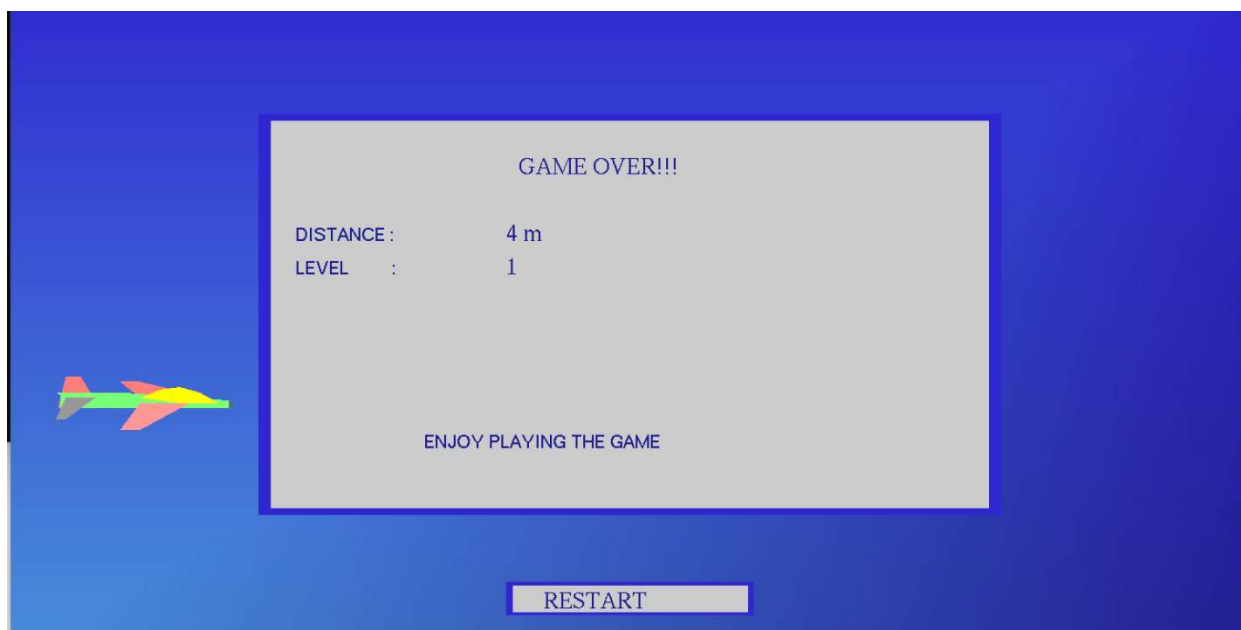 GAME OVER!!!
DISTANCE : 4 m
LEVEL : 1
ENJOY PLAYING THE GAME
RESTART